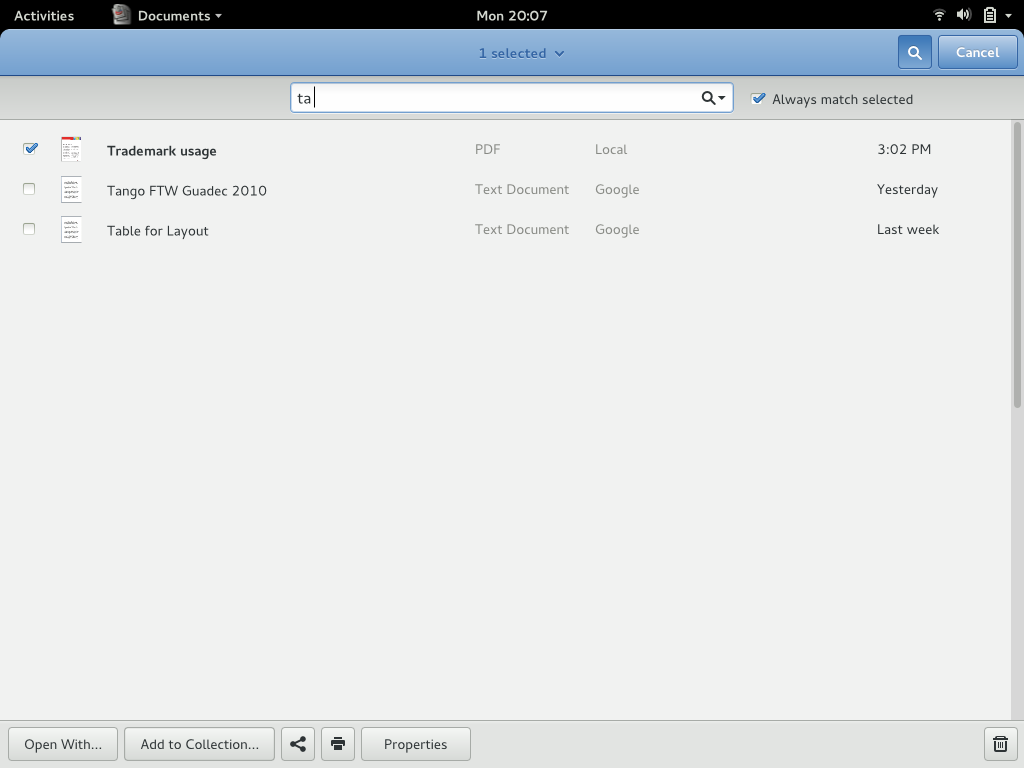 Activities Documents Mon 20:07
1 selected Cancel
ta Always match selected
Trademark usage PDF Local 3:02 PM
Tango FTW Guadec 2010 Text Document Google Yesterday
Table for Layout Text Document Google Last week
Open With... Add to Collection... Properties